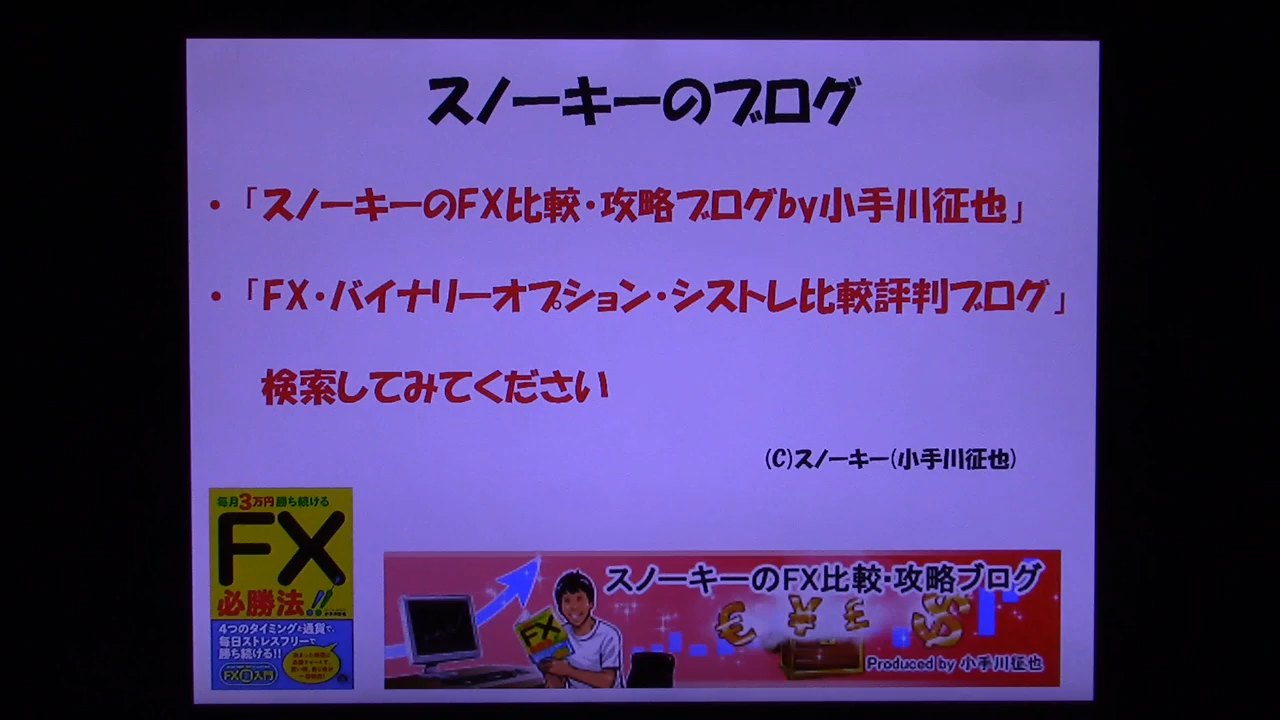 スノーキーのブログ
・「スノーキーのFX比較・攻略ブログby小手川征也」
・「FX・バイナリーオプション・シストレ比較評判ブログ」
検索してみてください
(C)スノーキー(小手川征也)
毎月3万円勝ち続ける
FX
必勝法!!
4つのタイミングと通貨で、
毎日ストレスフリーで
勝ち続ける!!
FX超入門
スノーキーのFX比較・攻略ブログ
FX
Produced by 小手川征也